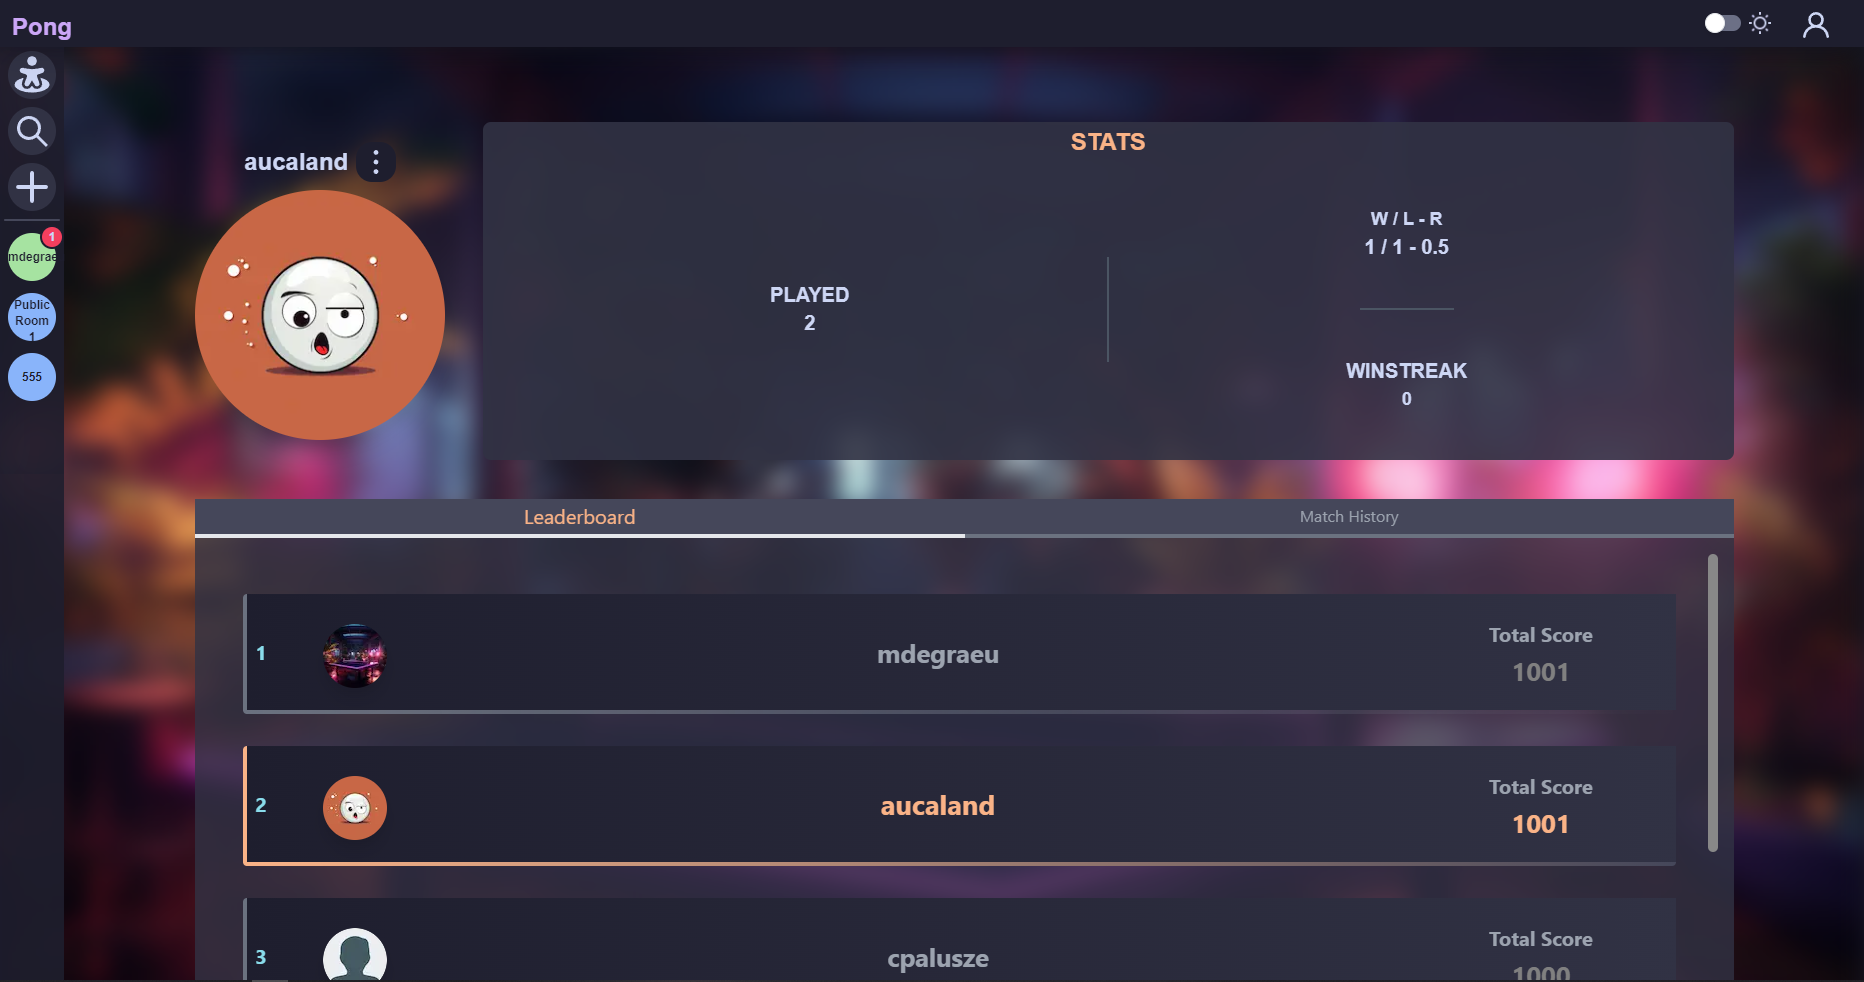 Pong
mdegrae
1
Public
Room
1
555
aucaland
STATS
PLAYED
2
W / L - R
1 / 1 - 0.5
WINSTREAK
0
Leaderboard
Match History
1
mdegraeu
Total Score
1001
2
aucaland
Total Score
1001
3
cpalusze
Total Score
1000